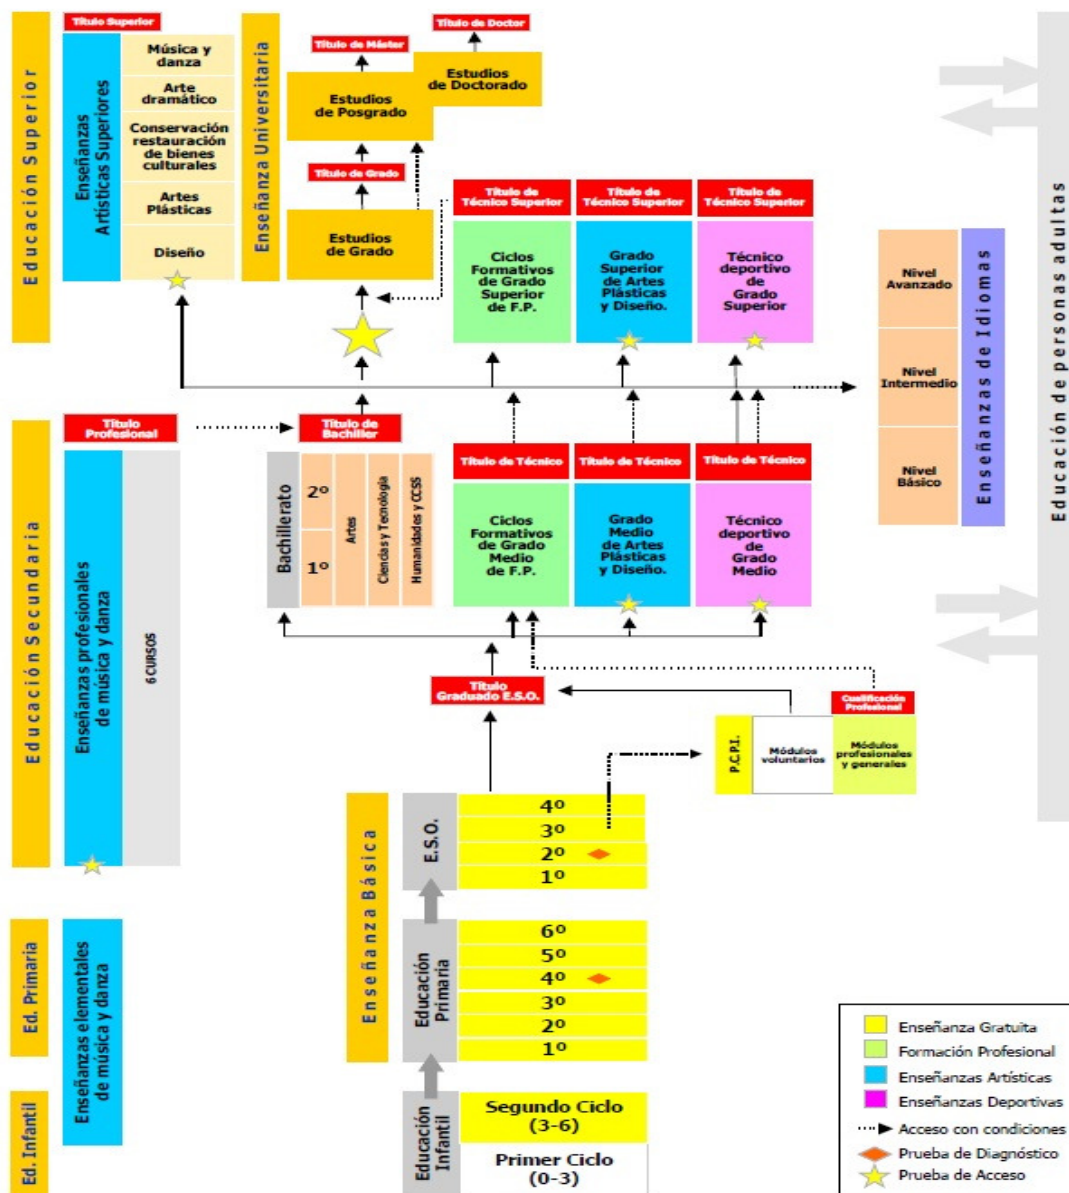 Educación Superior
Título Superior
Enseñanzas
Artísticas Superiores
Música y
danza
Arte
dramático
Conservación
restauración
de bienes
culturales
Artes
Plásticas
Diseño
Enseñanza Universitaria
Título de Máster
Título de Doctor
Estudios
de Posgrado
Estudios
de Doctorado
Título de Grado
Estudios
de Grado
Título de
Técnico Superior
Título de
Técnico Superior
Título de
Técnico Superior
Ciclos
Formativos
de Grado
Superior
de F.P.
Grado
Superior
de Artes
Plásticas
y Diseño.
Técnico
deportivo
de
Grado
Superior
Nivel
Avanzado
Nivel
Intermedio
Nivel
Básico
Enseñanzas de Idiomas
Educación de personas adultas
Educación Secundaria
Título
Profesional
Enseñanzas profesionales
de música y danza
6 CURSOS
Título de
Bachiller
Bachillerato
2º
1º
Artes
Ciencias y Tecnología
Humanidades y CCSS
Título de Técnico
Título de Técnico
Título de Técnico
Ciclos
Formativos
de Grado
Medio
de F.P.
Grado
Medio
de Artes
Plásticas
y Diseño.
Técnico
deportivo
de
Grado
Medio
Título
Graduado E.S.O.
Cualificación
Profesional
P.C.P.I.
Módulos
voluntarios
Módulos
profesionales
y generales
Enseñanza Básica
E.S.O.
4º
3º
2º
1º
Ed. Primaria
Enseñanzas elementales
de música y danza
Educación
Primaria
6º
5º
4º
3º
2º
1º
Ed. Infantil
Educación
Infantil
Segundo Ciclo
(3-6)
Primer Ciclo
(0-3)
Enseñanza Gratuita
Formación Profesional
Enseñanzas Artísticas
Enseñanzas Deportivas
Acceso con condiciones
Prueba de Diagnóstico
Prueba de Acceso